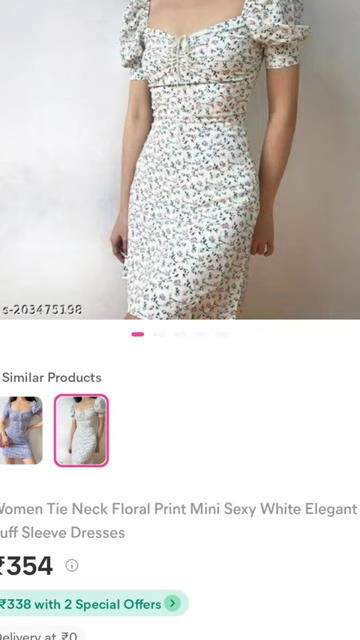 s-203475198
Similar Products
Women Tie Neck Floral Print Mini Sexy White Elegant
uff Sleeve Dresses
₹354
₹338 with 2 Special Offers
Delivery at ₹0